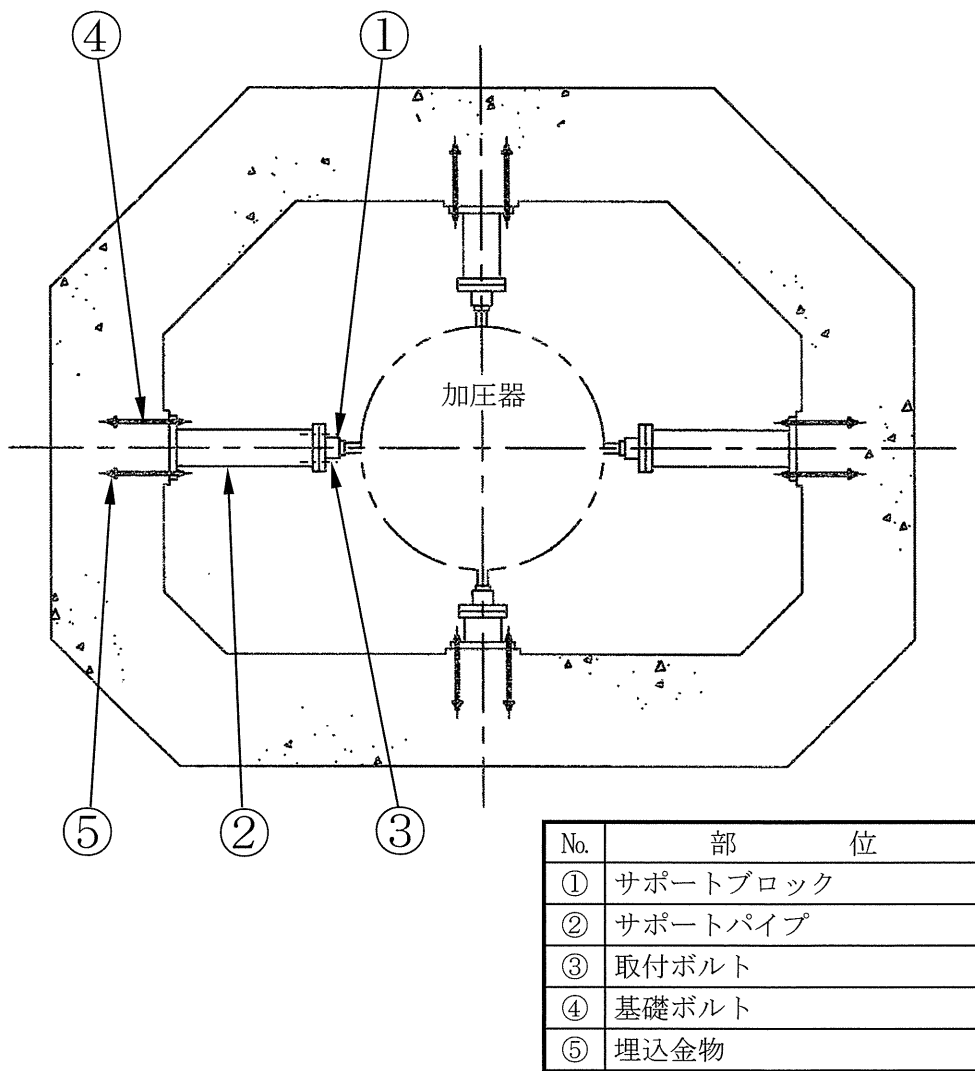 ④ ①
加圧器
⑤ ② ③
No. 部 位
① サポートブロック
② サポートパイプ
③ 取付ボルト
④ 基礎ボルト
⑤ 埋込金物